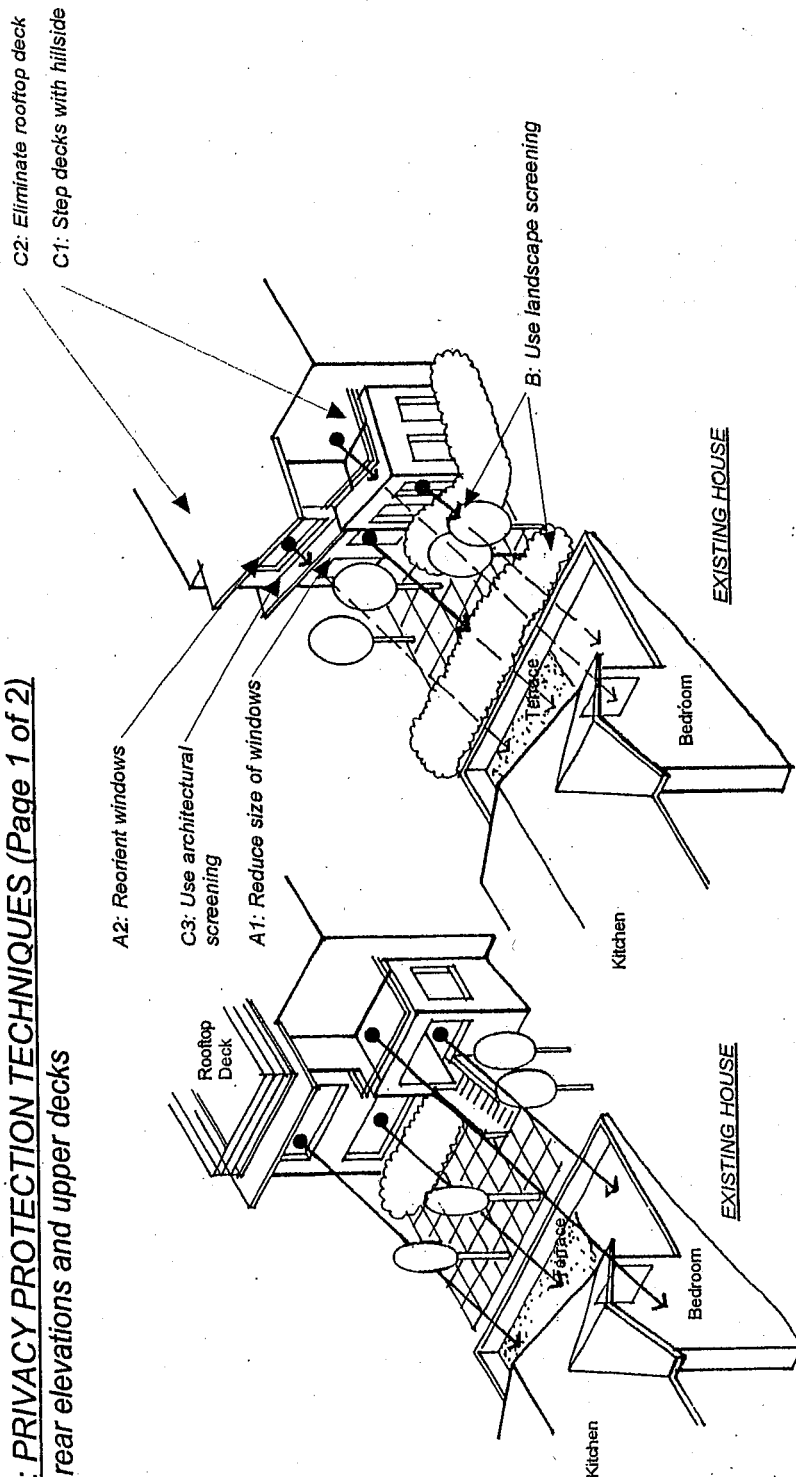 : PRIVACY PROTECTION TECHNIQUES (Page 1 of 2)
rear elevations and upper decks
Rooftop
Deck
Terrace
Kitchen
Bedroom
EXISTING HOUSE
A2: Reorient windows
C3: Use architectural
screening
A1: Reduce size of windows
C2: Eliminate rooftop deck
C1: Step decks with hillside
B: Use landscape screening
Terrace
Kitchen
Bedroom
EXISTING HOUSE